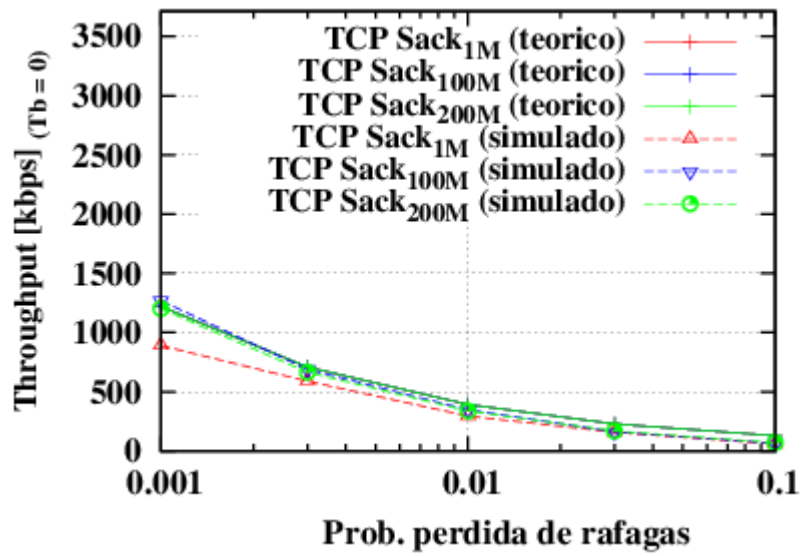 3500
3000
2500
2000
1500
1000
500
0
Throughput [kbps] (Tb = 0)
TCP Sack1M (teorico)
TCP Sack100M (teorico)
TCP Sack200M (teorico)
TCP Sack1M (simulado)
TCP Sack100M (simulado)
TCP Sack200M (simulado)
0.001 0.01 0.1
Prob. perdida de rafagas